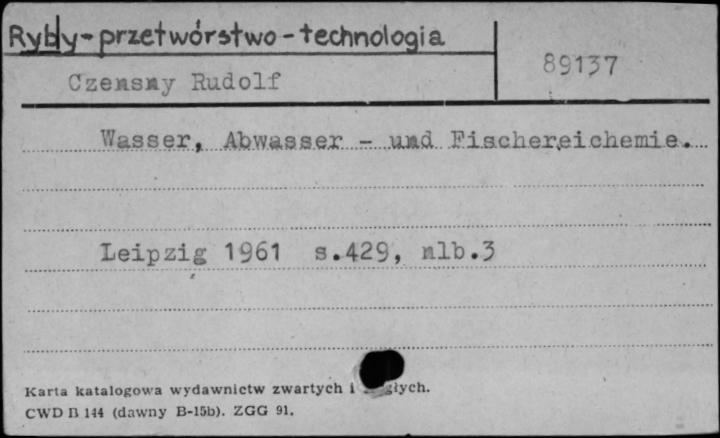 Ryby-przetwórstwo-technologia
89137
Czensny Rudolf
Wasser, Abwasser - und Fischereichemie.
Leipzig 1961 s.429, nlb.3
Karta katalogowa wydawnictw zwartych i
CWD B 144 (dawny B-15b). ZGG 91.